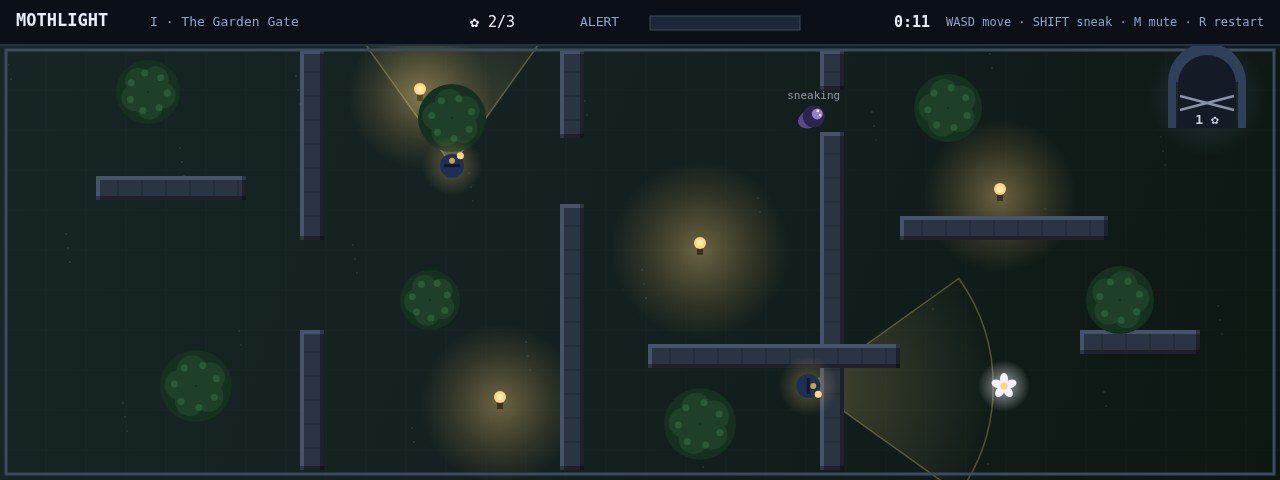 MOTHLIGHT I · The Garden Gate ✿ 2/3 ALERT 0:11 WASD move · SHIFT sneak · M mute · R restart
sneaking
1 ✿